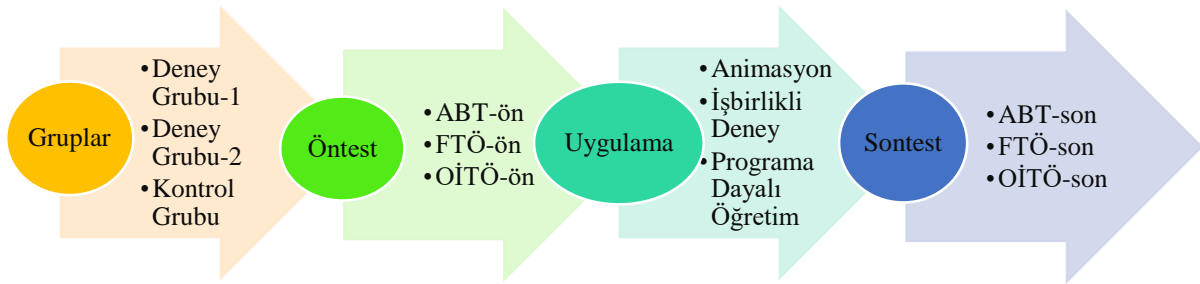 Gruplar
•Deney
Grubu-1
•Deney
Grubu-2
•Kontrol
Grubu
Öntest
•ABT-ön
•FTÖ-ön
•OİTÖ-ön
Uygulama
•Animasyon
•İşbirlikli
Deney
•Programa
Dayalı
Öğretim
Sontest
•ABT-son
•FTÖ-son
•OİTÖ-son